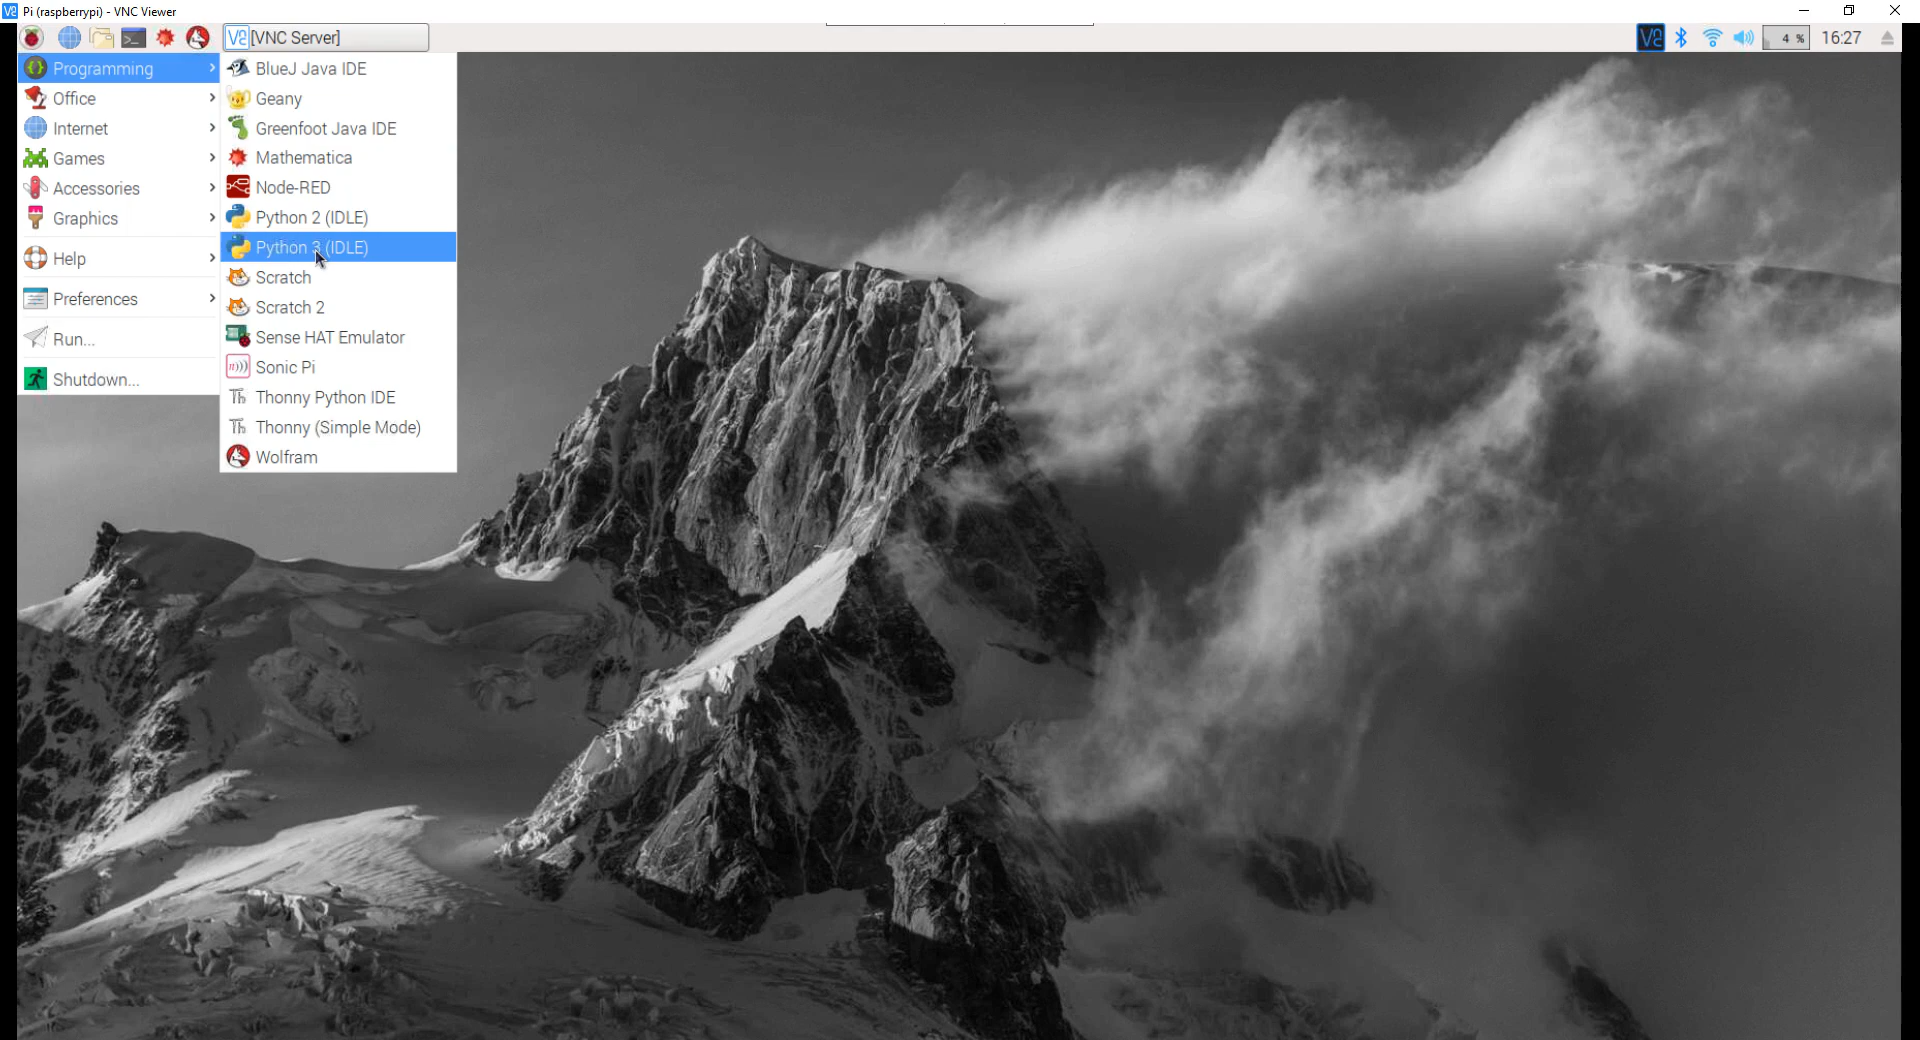 Pi (raspberrypi) - VNC Viewer
[VNC Server]
4 %
16:27
Programming
Office
Internet
Games
Accessories
Graphics
Help
Preferences
Run...
Shutdown...
BlueJ Java IDE
Geany
Greenfoot Java IDE
Mathematica
Node-RED
Python 2 (IDLE)
Python 3 (IDLE)
Scratch
Scratch 2
Sense HAT Emulator
Sonic Pi
Th Thonny Python IDE
Th Thonny (Simple Mode)
Wolfram